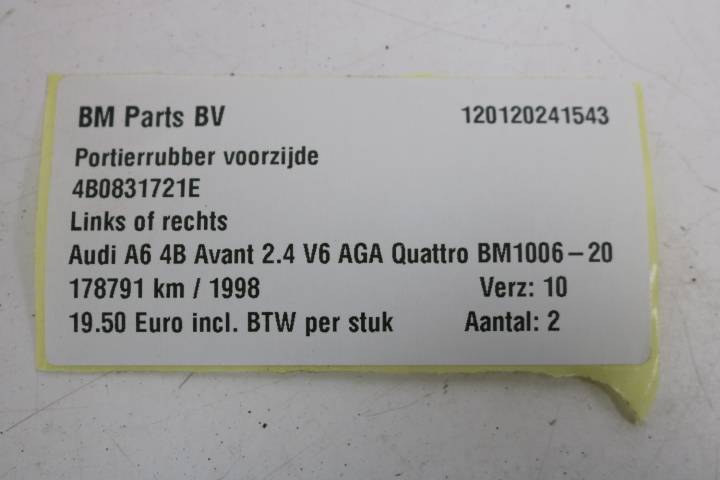 BM Parts BV 120120241543
Portierrubber voorzijde
4B0831721E
Links of rechts
Audi A6 4B Avant 2.4 V6 AGA Quattro BM1006-20
178791 km / 1998 Verz: 10
19.50 Euro incl. BTW per stuk Aantal: 2